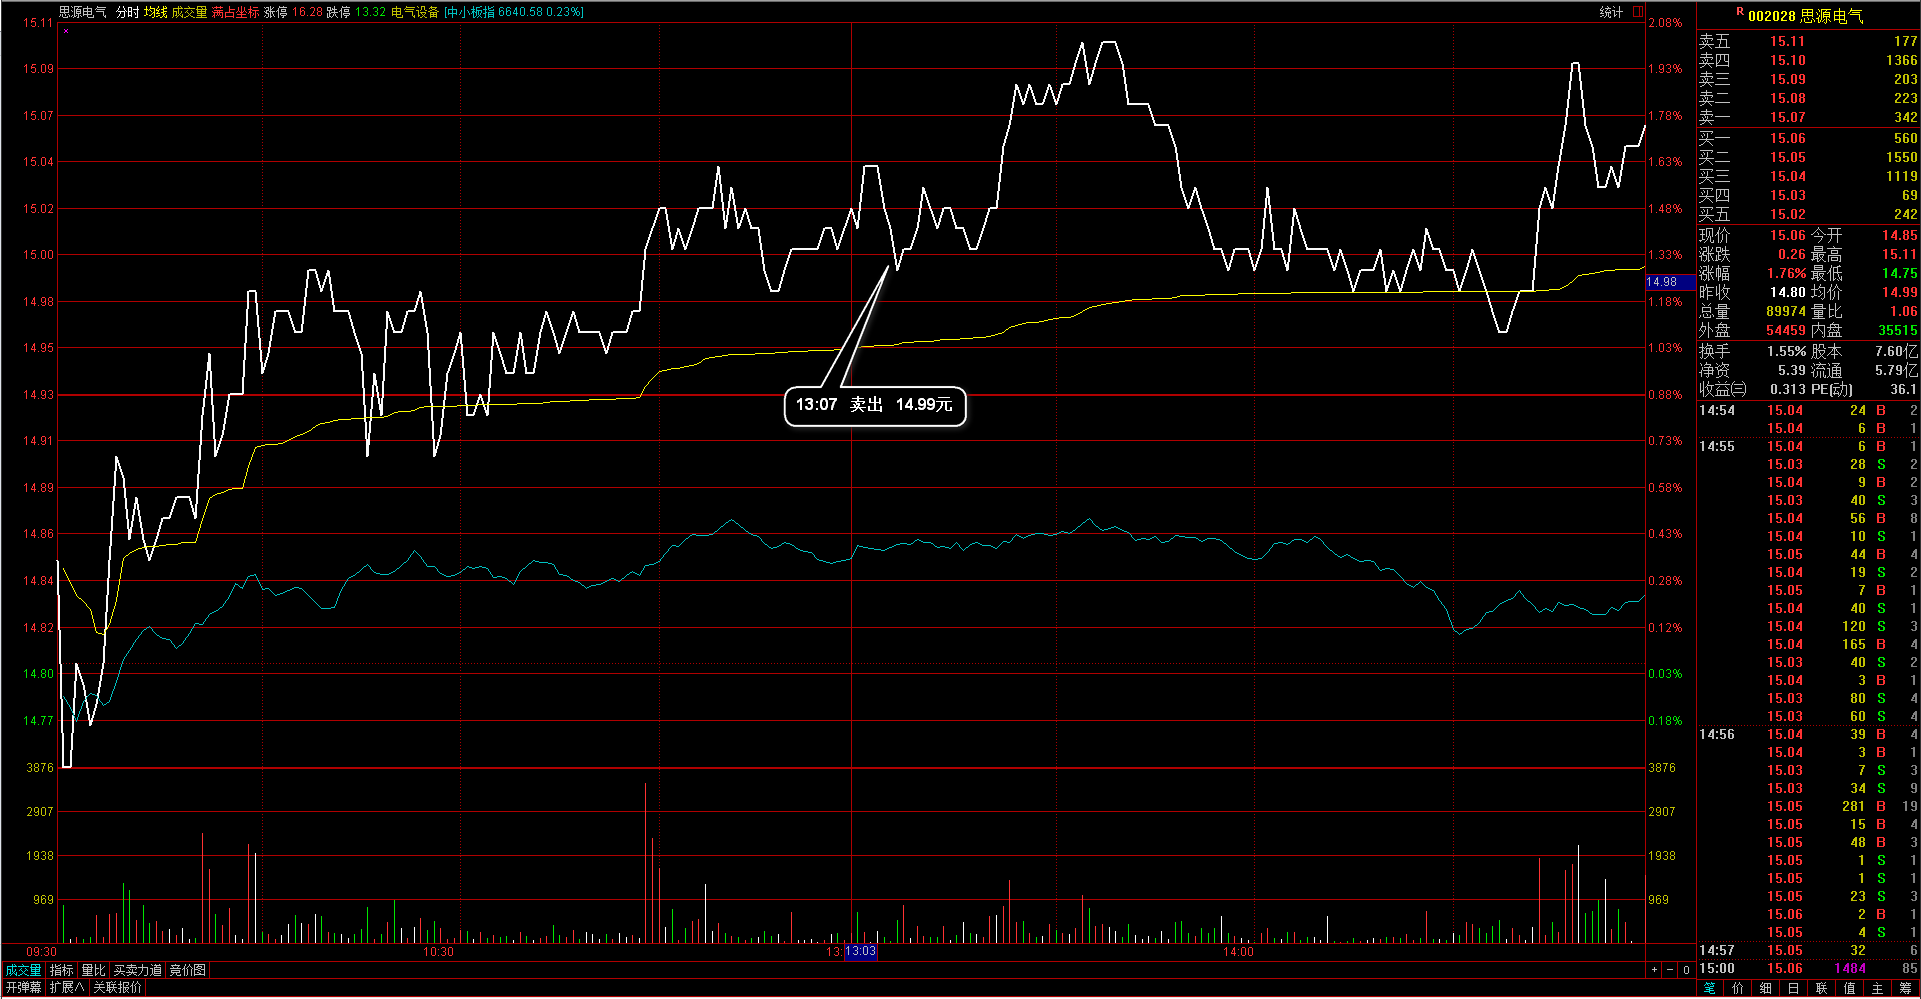 思源电气 分时 均线 成交量 满占坐标 涨停 16.28 跌停 13.32 电气设备 [中小板指 6640.58 0.23%] 统计
15.11 2.08%
15.09 1.93%
15.07 1.78%
15.04 1.63%
15.02 1.48%
15.00 1.33%
14.98
14.98 1.18%
14.95 1.03%
14.93 0.88%
13:07 卖出 14.99元
14.91 0.73%
14.89 0.58%
14.86 0.43%
14.84 0.28%
14.82 0.12%
14.80 0.03%
14.77 0.18%
3876 3876
2907 2907
1938 1938
969 969
09:30 10:30 13: 13:03 14:00
成交量 指标 量比 买卖力道 竞价图 + - 0
开弹幕 扩展∧ 关联报价
R 002028 思源电气
卖五 15.11 177
卖四 15.10 1366
卖三 15.09 203
卖二 15.08 223
卖一 15.07 342
买一 15.06 560
买二 15.05 1550
买三 15.04 1119
买四 15.03 69
买五 15.02 242
现价 15.06 今开 14.85
涨跌 0.26 最高 15.11
涨幅 1.76% 最低 14.75
昨收 14.80 均价 14.99
总量 89974 量比 1.06
外盘 54459 内盘 35515
换手 1.55% 股本 7.60亿
净资 5.39 流通 5.79亿
收益㈢ 0.313 PE(动) 36.1
14:54 15.04 24 B 2
15.04 6 B 1
14:55 15.04 6 B 1
15.03 28 S 2
15.04 9 B 2
15.03 40 S 3
15.04 56 B 8
15.04 10 S 1
15.05 44 B 4
15.04 19 S 2
15.05 7 B 1
15.04 40 S 1
15.04 120 S 3
15.04 165 B 4
15.03 40 S 2
15.04 3 B 1
15.03 80 S 4
15.03 60 S 4
14:56 15.04 39 B 4
15.04 3 B 1
15.03 7 S 3
15.03 34 S 9
15.05 281 B 19
15.05 15 B 4
15.05 48 B 3
15.05 1 S 1
15.05 1 S 1
15.05 23 S 3
15.06 2 B 1
15.05 4 S 1
14:57 15.05 32 6
15:00 15.06 1484 85
笔 价 细 日 联 值 主 筹